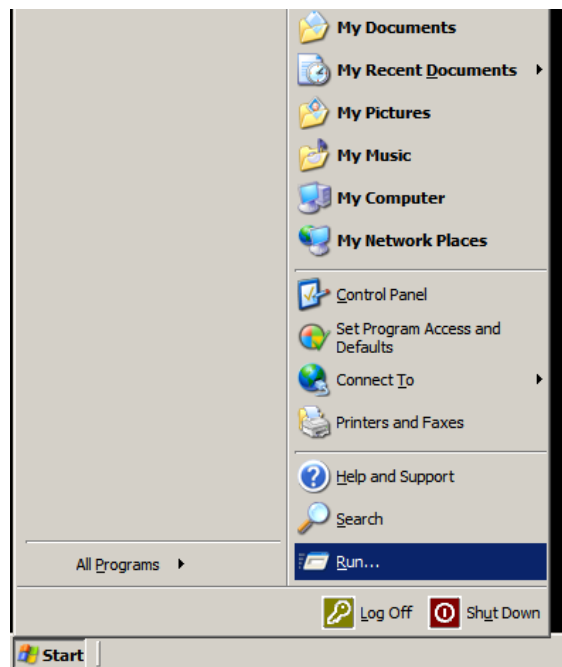 My Documents
My Recent Documents
My Pictures
My Music
My Computer
My Network Places
Control Panel
Set Program Access and
Defaults
Connect To
Printers and Faxes
Help and Support
Search
All Programs
Run...
Log Off
Shut Down
Start